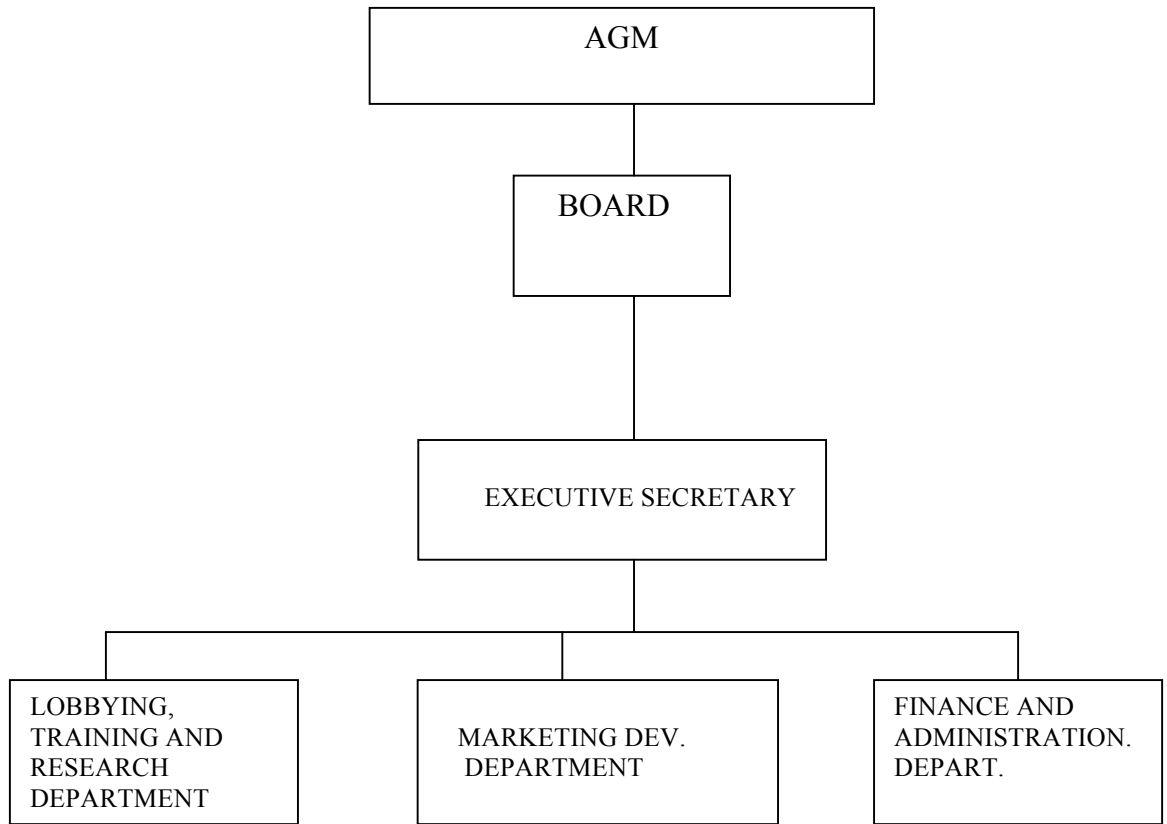 AGM
BOARD
EXECUTIVE SECRETARY
LOBBYING,
TRAINING AND
RESEARCH
DEPARTMENT
MARKETING DEV.
DEPARTMENT
FINANCE AND
ADMINISTRATION.
DEPART.